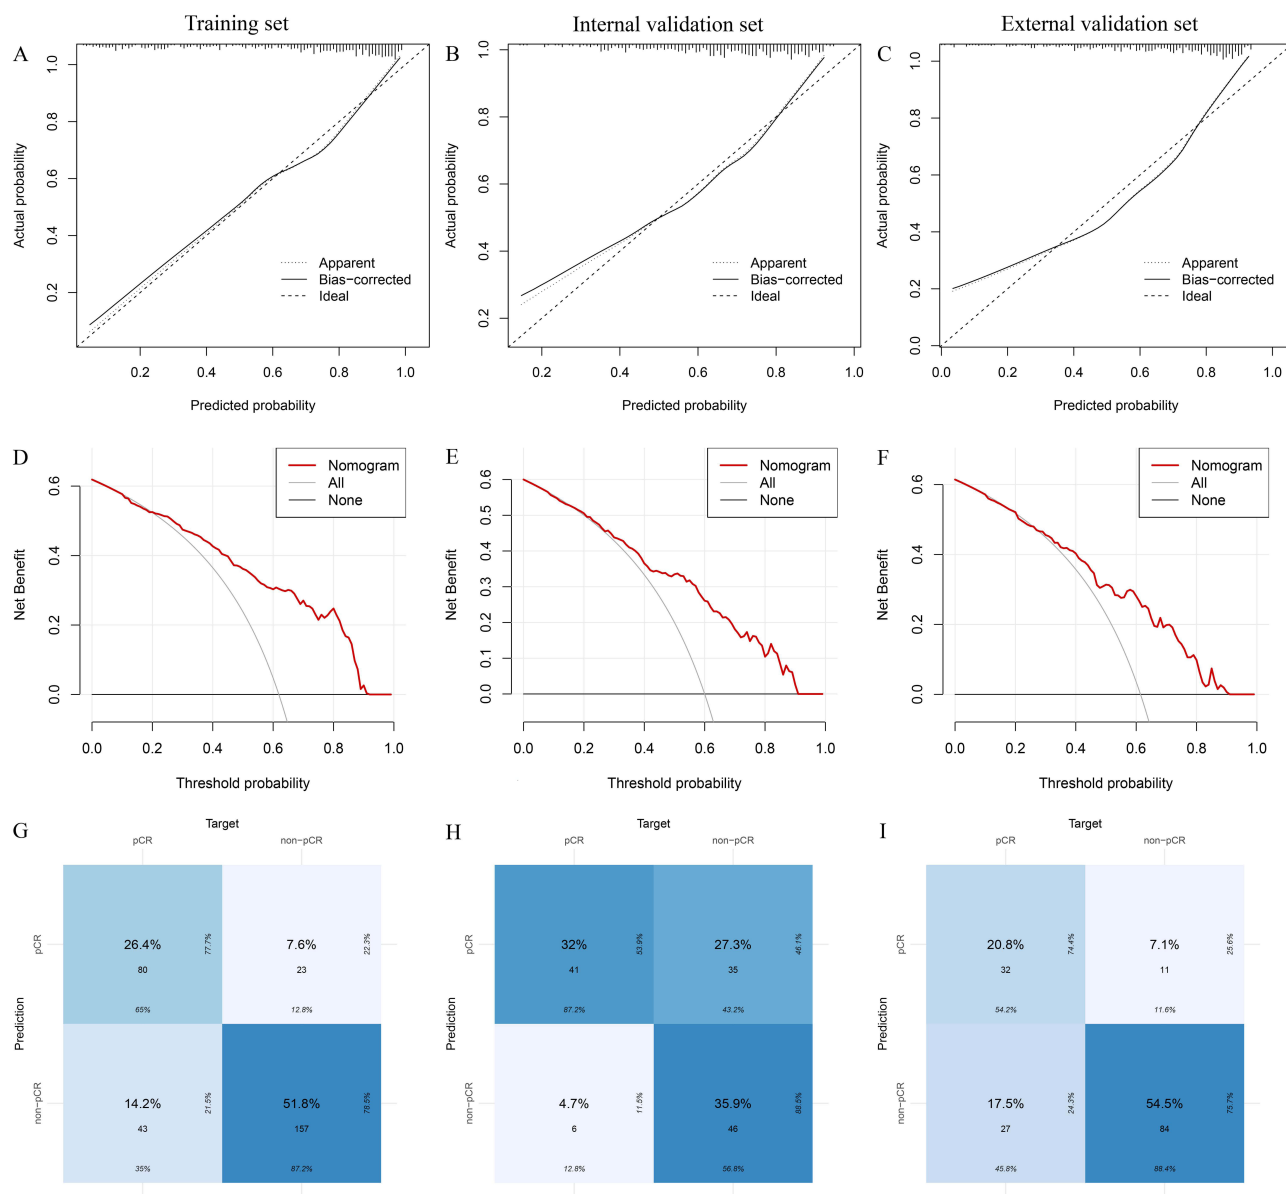 Training set
Internal validation set
External validation set
A
B
C
Actual probability
0.2
0.4
0.6
0.8
1.0
Apparent
Bias−corrected
Ideal
0.2
0.4
0.6
0.8
1.0
Predicted probability
Actual probability
0.2
0.4
0.6
0.8
1.0
Apparent
Bias−corrected
Ideal
0.2
0.4
0.6
0.8
1.0
Predicted probability
Actual probability
0.0
0.2
0.4
0.6
0.8
1.0
Apparent
Bias−corrected
Ideal
0.0
0.2
0.4
0.6
0.8
1.0
Predicted probability
D
Net Benefit
0.0
0.2
0.4
0.6
Nomogram
All
None
0.0
0.2
0.4
0.6
0.8
1.0
Threshold probability
E
Net Benefit
0.0
0.1
0.2
0.3
0.4
0.5
0.6
Nomogram
All
None
0.0
0.2
0.4
0.6
0.8
1.0
Threshold probability
F
Net Benefit
0.0
0.2
0.4
0.6
Nomogram
All
None
0.0
0.2
0.4
0.6
0.8
1.0
Threshold probability
G
Target
pCR
non−pCR
Prediction
pCR
non−pCR
26.4%
80
77.7%
65%
7.6%
23
22.3%
12.8%
14.2%
43
21.5%
35%
51.8%
157
78.5%
87.2%
H
Target
pCR
non−pCR
Prediction
pCR
non−pCR
32%
41
53.9%
87.2%
27.3%
35
46.1%
43.2%
4.7%
6
11.5%
12.8%
35.9%
46
88.5%
56.8%
I
Target
pCR
non−pCR
Prediction
pCR
non−pCR
20.8%
32
74.4%
54.2%
7.1%
11
25.6%
11.6%
17.5%
27
24.3%
45.8%
54.5%
84
75.7%
88.4%